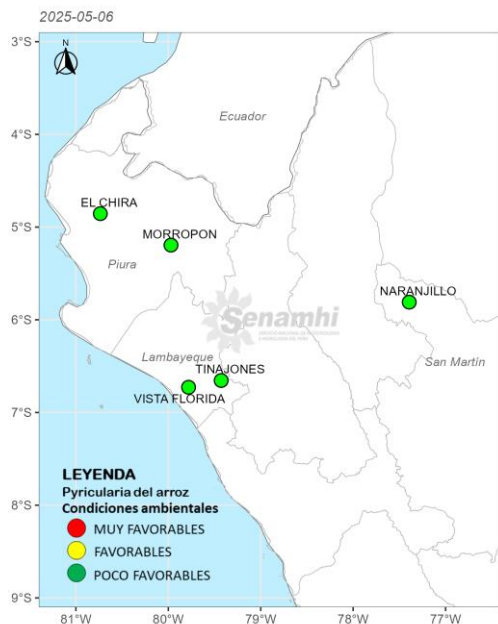 2025-05-06
3°S
N
Ecuador
4°S
EL CHIRA
5°S
MORROPON
Piura
NARANJILLO
6°S
Senamhi
Lambayeque
TINAJONES
San Martín
VISTA FLORIDA
7°S
LEYENDA
Pyricularia del arroz
Condiciones ambientales
8°S
MUY FAVORABLES
FAVORABLES
POCO FAVORABLES
9°S
81°W 80°W 79°W 78°W 77°W